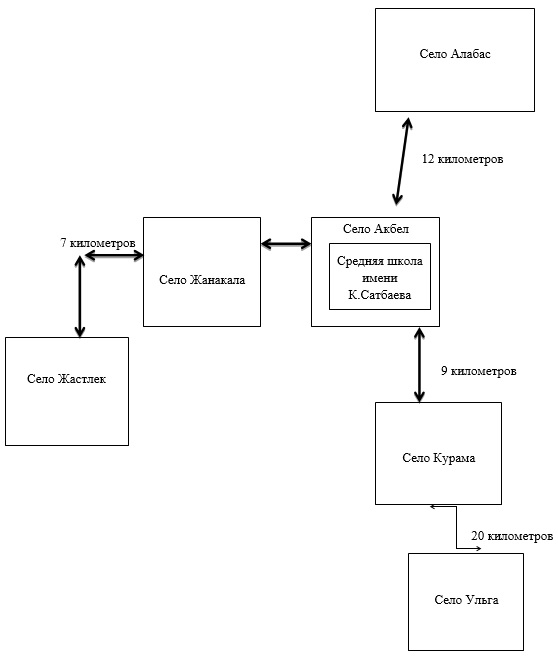 Село Алабас
12 километров
Село Акбел
7 километров
Средняя школа
имени
К.Сатбаева
Село Жанакала
9 километров
Село Жастлек
Село Курама
20 километров
Село Ульга